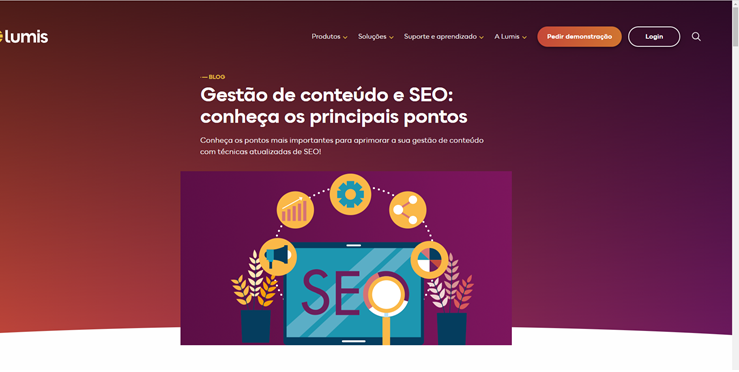 lumis
Produtos Soluções Suporte e aprendizado A Lumis Pedir demonstração Login
BLOG
Gestão de conteúdo e SEO:
conheça os principais pontos
Conheça os pontos mais importantes para aprimorar a sua gestão de conteúdo
com técnicas atualizadas de SEO!
SEO